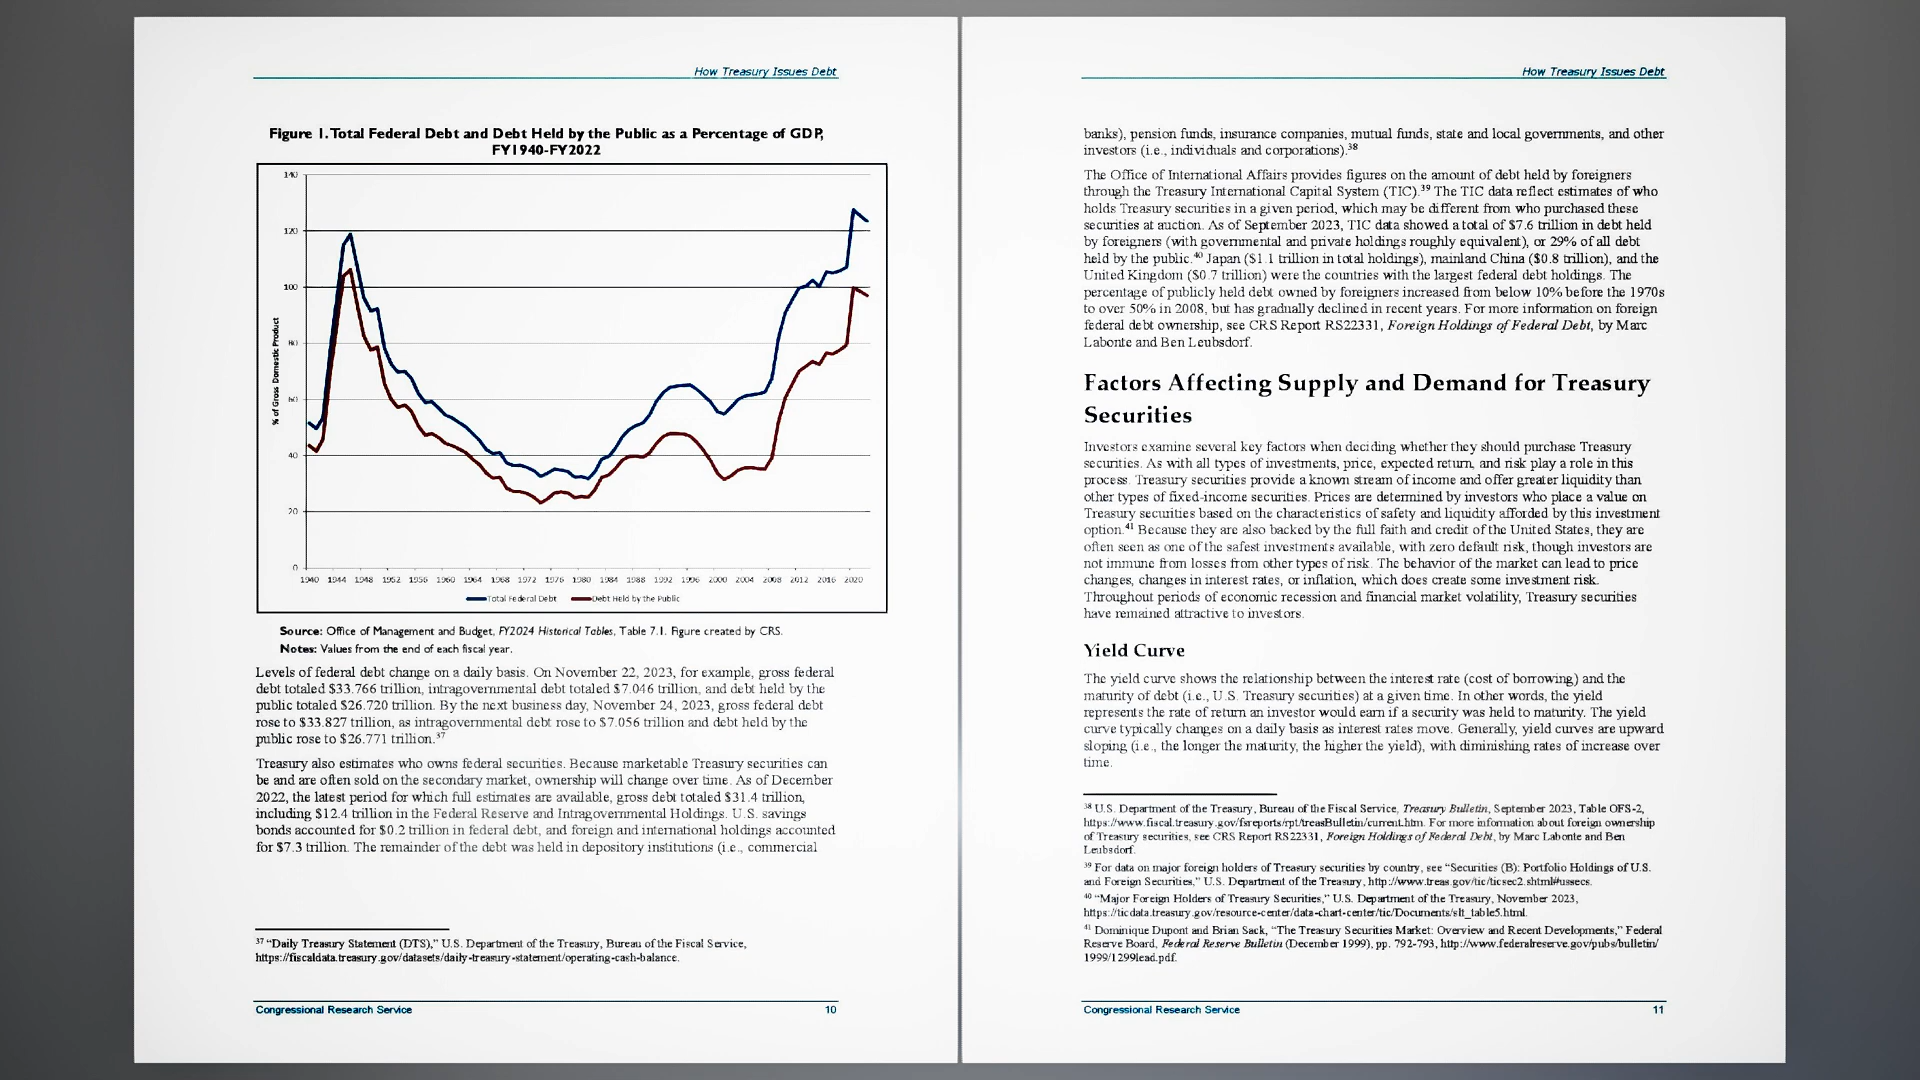 How Treasury Issues Debt
Figure 1. Total Federal Debt and Debt Held by the Public as a Percentage of GDP,
FY1940-FY2022
140
120
100
80
60
40
20
0
% of Gross Domestic Product
1940 1944 1948 1952 1956 1960 1964 1968 1972 1976 1980 1984 1988 1992 1996 2000 2004 2008 2012 2016 2020
Total Federal Debt Debt Held by the Public
Source: Office of Management and Budget, FY2024 Historical Tables, Table 7.1. Figure created by CRS.
Notes: Values from the end of each fiscal year.
Levels of federal debt change on a daily basis. On November 22, 2023, for example, gross federal
debt totaled $33.766 trillion, intragovernmental debt totaled $7.046 trillion, and debt held by the
public totaled $26.720 trillion. By the next business day, November 24, 2023, gross federal debt
rose to $33.827 trillion, as intragovernmental debt rose to $7.056 trillion and debt held by the
public rose to $26.771 trillion.37
Treasury also estimates who owns federal securities. Because marketable Treasury securities can
be and are often sold on the secondary market, ownership will change over time. As of December
2022, the latest period for which full estimates are available, gross debt totaled $31.4 trillion,
including $12.4 trillion in the Federal Reserve and Intragovernmental Holdings. U.S. savings
bonds accounted for $0.2 trillion in federal debt, and foreign and international holdings accounted
for $7.3 trillion. The remainder of the debt was held in depository institutions (i.e., commercial
37 “Daily Treasury Statement (DTS),” U.S. Department of the Treasury, Bureau of the Fiscal Service,
https://fiscaldata.treasury.gov/datasets/daily-treasury-statement/operating-cash-balance.
Congressional Research Service 10
How Treasury Issues Debt
banks), pension funds, insurance companies, mutual funds, state and local governments, and other
investors (i.e., individuals and corporations).38
The Office of International Affairs provides figures on the amount of debt held by foreigners
through the Treasury International Capital System (TIC).39 The TIC data reflect estimates of who
holds Treasury securities in a given period, which may be different from who purchased these
securities at auction. As of September 2023, TIC data showed a total of $7.6 trillion in debt held
by foreigners (with governmental and private holdings roughly equivalent), or 29% of all debt
held by the public.40 Japan ($1.1 trillion in total holdings), mainland China ($0.8 trillion), and the
United Kingdom ($0.7 trillion) were the countries with the largest federal debt holdings. The
percentage of publicly held debt owned by foreigners increased from below 10% before the 1970s
to over 50% in 2008, but has gradually declined in recent years. For more information on foreign
federal debt ownership, see CRS Report RS22331, Foreign Holdings of Federal Debt, by Marc
Labonte and Ben Leubsdorf.
Factors Affecting Supply and Demand for Treasury
Securities
Investors examine several key factors when deciding whether they should purchase Treasury
securities. As with all types of investments, price, expected return, and risk play a role in this
process. Treasury securities provide a known stream of income and offer greater liquidity than
other types of fixed-income securities. Prices are determined by investors who place a value on
Treasury securities based on the characteristics of safety and liquidity afforded by this investment
option.41 Because they are also backed by the full faith and credit of the United States, they are
often seen as one of the safest investments available, with zero default risk, though investors are
not immune from losses from other types of risk. The behavior of the market can lead to price
changes, changes in interest rates, or inflation, which does create some investment risk.
Throughout periods of economic recession and financial market volatility, Treasury securities
have remained attractive to investors.
Yield Curve
The yield curve shows the relationship between the interest rate (cost of borrowing) and the
maturity of debt (i.e., U.S. Treasury securities) at a given time. In other words, the yield
represents the rate of return an investor would earn if a security was held to maturity. The yield
curve typically changes on a daily basis as interest rates move. Generally, yield curves are upward
sloping (i.e., the longer the maturity, the higher the yield), with diminishing rates of increase over
time.
38 U.S. Department of the Treasury, Bureau of the Fiscal Service, Treasury Bulletin, September 2023, Table OFS-2,
https://www.fiscal.treasury.gov/fsreports/rpt/treasBulletin/current.htm. For more information about foreign ownership
of Treasury securities, see CRS Report RS22331, Foreign Holdings of Federal Debt, by Marc Labonte and Ben
Leubsdorf.
39 For data on major foreign holders of Treasury securities by country, see “Securities (B): Portfolio Holdings of U.S.
and Foreign Securities,” U.S. Department of the Treasury, http://www.treas.gov/tic/ticsec2.shtml#ussecs.
40 “Major Foreign Holders of Treasury Securities,” U.S. Department of the Treasury, November 2023,
https://ticdata.treasury.gov/resource-center/data-chart-center/tic/Documents/slt_table5.html.
41 Dominique Dupont and Brian Sack, “The Treasury Securities Market: Overview and Recent Developments,” Federal
Reserve Board, Federal Reserve Bulletin (December 1999), pp. 792-793, http://www.federalreserve.gov/pubs/bulletin/
1999/1299lead.pdf.
Congressional Research Service 11